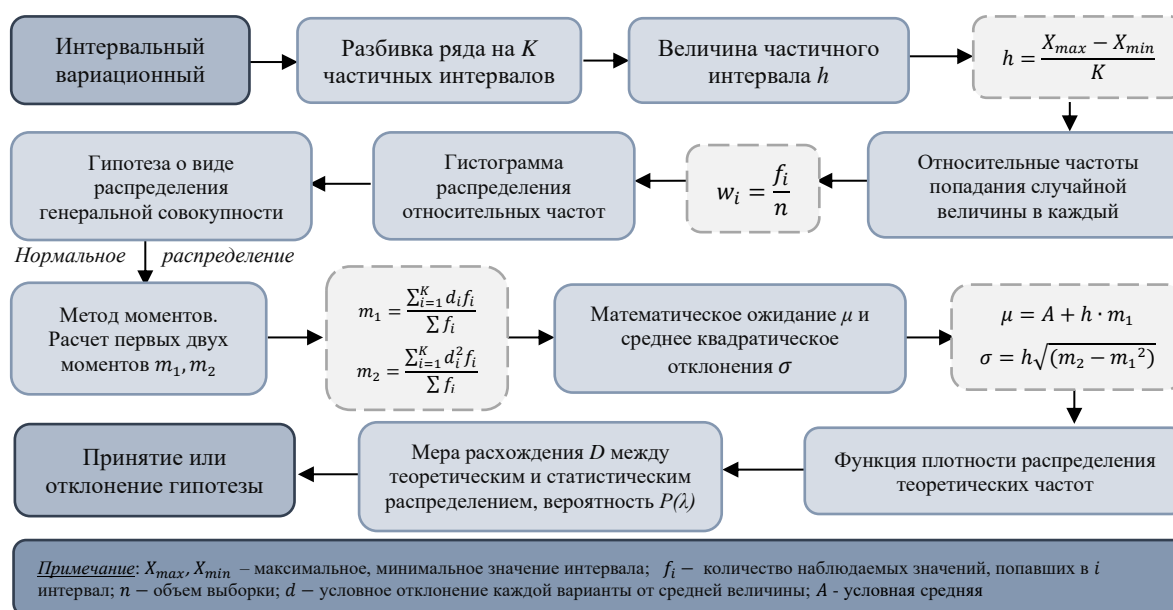 Интервальный
вариационный
Разбивка ряда на K
частичных интервалов
Величина частичного
интервала h
h = (X_max − X_min) / K
Относительные частоты
попадания случайной
величины в каждый
w_i = f_i / n
Гистограмма
распределения
относительных частот
Гипотеза о виде
распределения
генеральной совокупности
Нормальное распределение
Метод моментов.
Расчет первых двух
моментов m_1, m_2
m_1 = ∑_{i=1}^{K} d_i f_i / ∑ f_i
m_2 = ∑_{i=1}^{K} d_i^2 f_i / ∑ f_i
Математическое ожидание μ и
среднее квадратическое
отклонения σ
μ = A + h · m_1
σ = h√(m_2 − m_1^2)
Функция плотности распределения
теоретических частот
Мера расхождения D между
теоретическим и статистическим
распределением, вероятность P(λ)
Принятие или
отклонение гипотезы
Примечание: X_max, X_min – максимальное, минимальное значение интервала; f_i – количество наблюдаемых значений, попавших в i
интервал; n – объем выборки; d – условное отклонение каждой варианты от средней величины; A - условная средняя